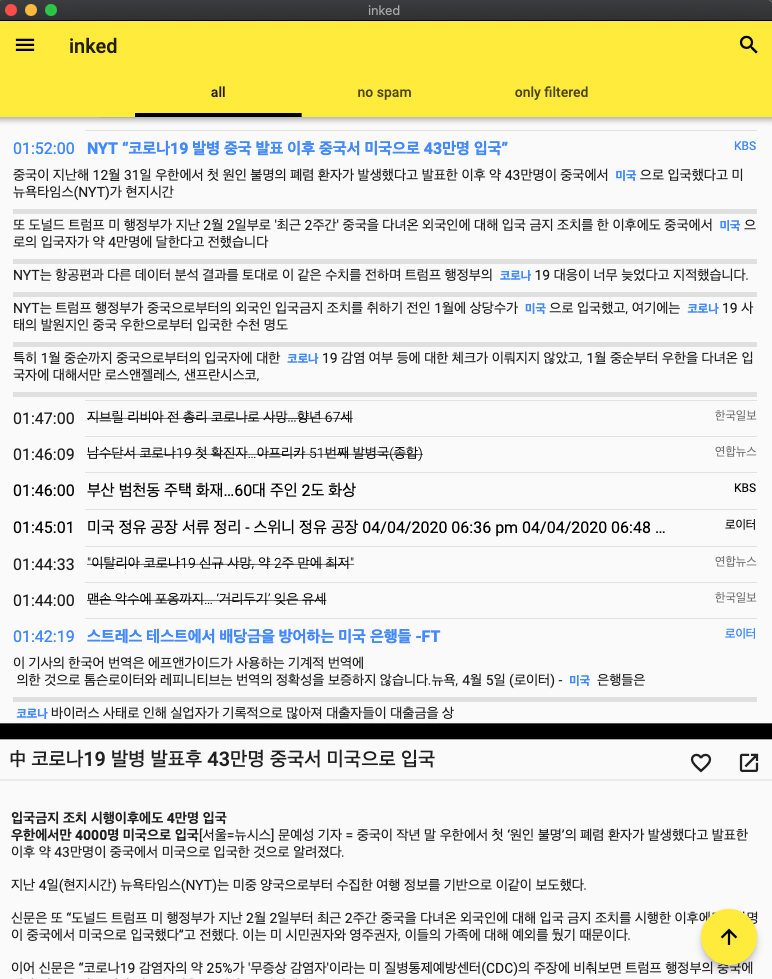 inked
inked
all no spam only filtered
01:52:00 NYT “코로나19 발병 중국 발표 이후 중국서 미국으로 43만명 입국” KBS
중국이 지난해 12월 31일 우한에서 첫 원인 불명의 폐렴 환자가 발생했다고 발표한 이후 약 43만명이 중국에서 미국 으로 입국했다고 미
뉴욕타임스(NYT)가 현지시간
또 도널드 트럼프 미 행정부가 지난 2월 2일부로 '최근 2주간' 중국을 다녀온 외국인에 대해 입국 금지 조치를 한 이후에도 중국에서 미국 으
로의 입국자가 약 4만명에 달한다고 전했습니다
NYT는 항공편과 다른 데이터 분석 결과를 토대로 이 같은 수치를 전하며 트럼프 행정부의 코로나 19 대응이 너무 늦었다고 지적했습니다.
NYT는 트럼프 행정부가 중국으로부터의 외국인 입국금지 조치를 취하기 전인 1월에 상당수가 미국 으로 입국했고, 여기에는 코로나 19 사
태의 발원지인 중국 우한으로부터 입국한 수천 명도
특히 1월 중순까지 중국으로부터의 입국자에 대한 코로나 19 감염 여부 등에 대한 체크가 이뤄지지 않았고, 1월 중순부터 우한을 다녀온 입
국자에 대해서만 로스앤젤레스, 샌프란시스코,
01:47:00 지브릴 리비아 전 총리 코로나로 사망…향년 67세 한국일보
01:46:09 남수단서 코로나19 첫 확진자…아프리카 51번째 발병국(종합) 연합뉴스
01:46:00 부산 범천동 주택 화재…60대 주인 2도 화상 KBS
01:45:01 미국 정유 공장 서류 정리 - 스위니 정유 공장 04/04/2020 06:36 pm 04/04/2020 06:48 ... 로이터
01:44:33 "이탈리아 코로나19 신규 사망, 약 2주 만에 최저" 연합뉴스
01:44:00 맨손 악수에 포옹까지… ‘거리두기’ 잊은 유세 한국일보
01:42:19 스트레스 테스트에서 배당금을 방어하는 미국 은행들 -FT 로이터
이 기사의 한국어 번역은 에프앤가이드가 사용하는 기계적 번역에
의한 것으로 톰슨로이터와 레피니티브는 번역의 정확성을 보증하지 않습니다.뉴욕, 4월 5일 (로이터) - 미국 은행들은
코로나 바이러스 사태로 인해 실업자가 기록적으로 많아져 대출자들이 대출금을 상
中 코로나19 발병 발표후 43만명 중국서 미국으로 입국
입국금지 조치 시행이후에도 4만명 입국
우한에서만 4000명 미국으로 입국[서울=뉴시스] 문예성 기자 = 중국이 작년 말 우한에서 첫 ‘원인 불명’의 폐렴 환자가 발생했다고 발표한
이후 약 43만명이 중국에서 미국으로 입국한 것으로 알려졌다.
지난 4일(현지시간) 뉴욕타임스(NYT)는 미중 양국으로부터 수집한 여행 정보를 기반으로 이같이 보도했다.
신문은 또 “도널드 트럼프 미 행정부가 지난 2월 2일부터 최근 2주간 중국을 다녀온 외국인에 대해 입국 금지 조치를 시행한 이후에 명
이 중국에서 미국으로 입국했다”고 전했다. 이는 미 시민권자와 영주권자, 이들의 가족에 대해 예외를 뒀기 때문이다.
이어 신문은 “코로나19 감염자의 약 25%가 '무증상 감염자'이라는 미 질병통제예방센터(CDC)의 주장에 비춰보면 트럼프 행정부의 중국에